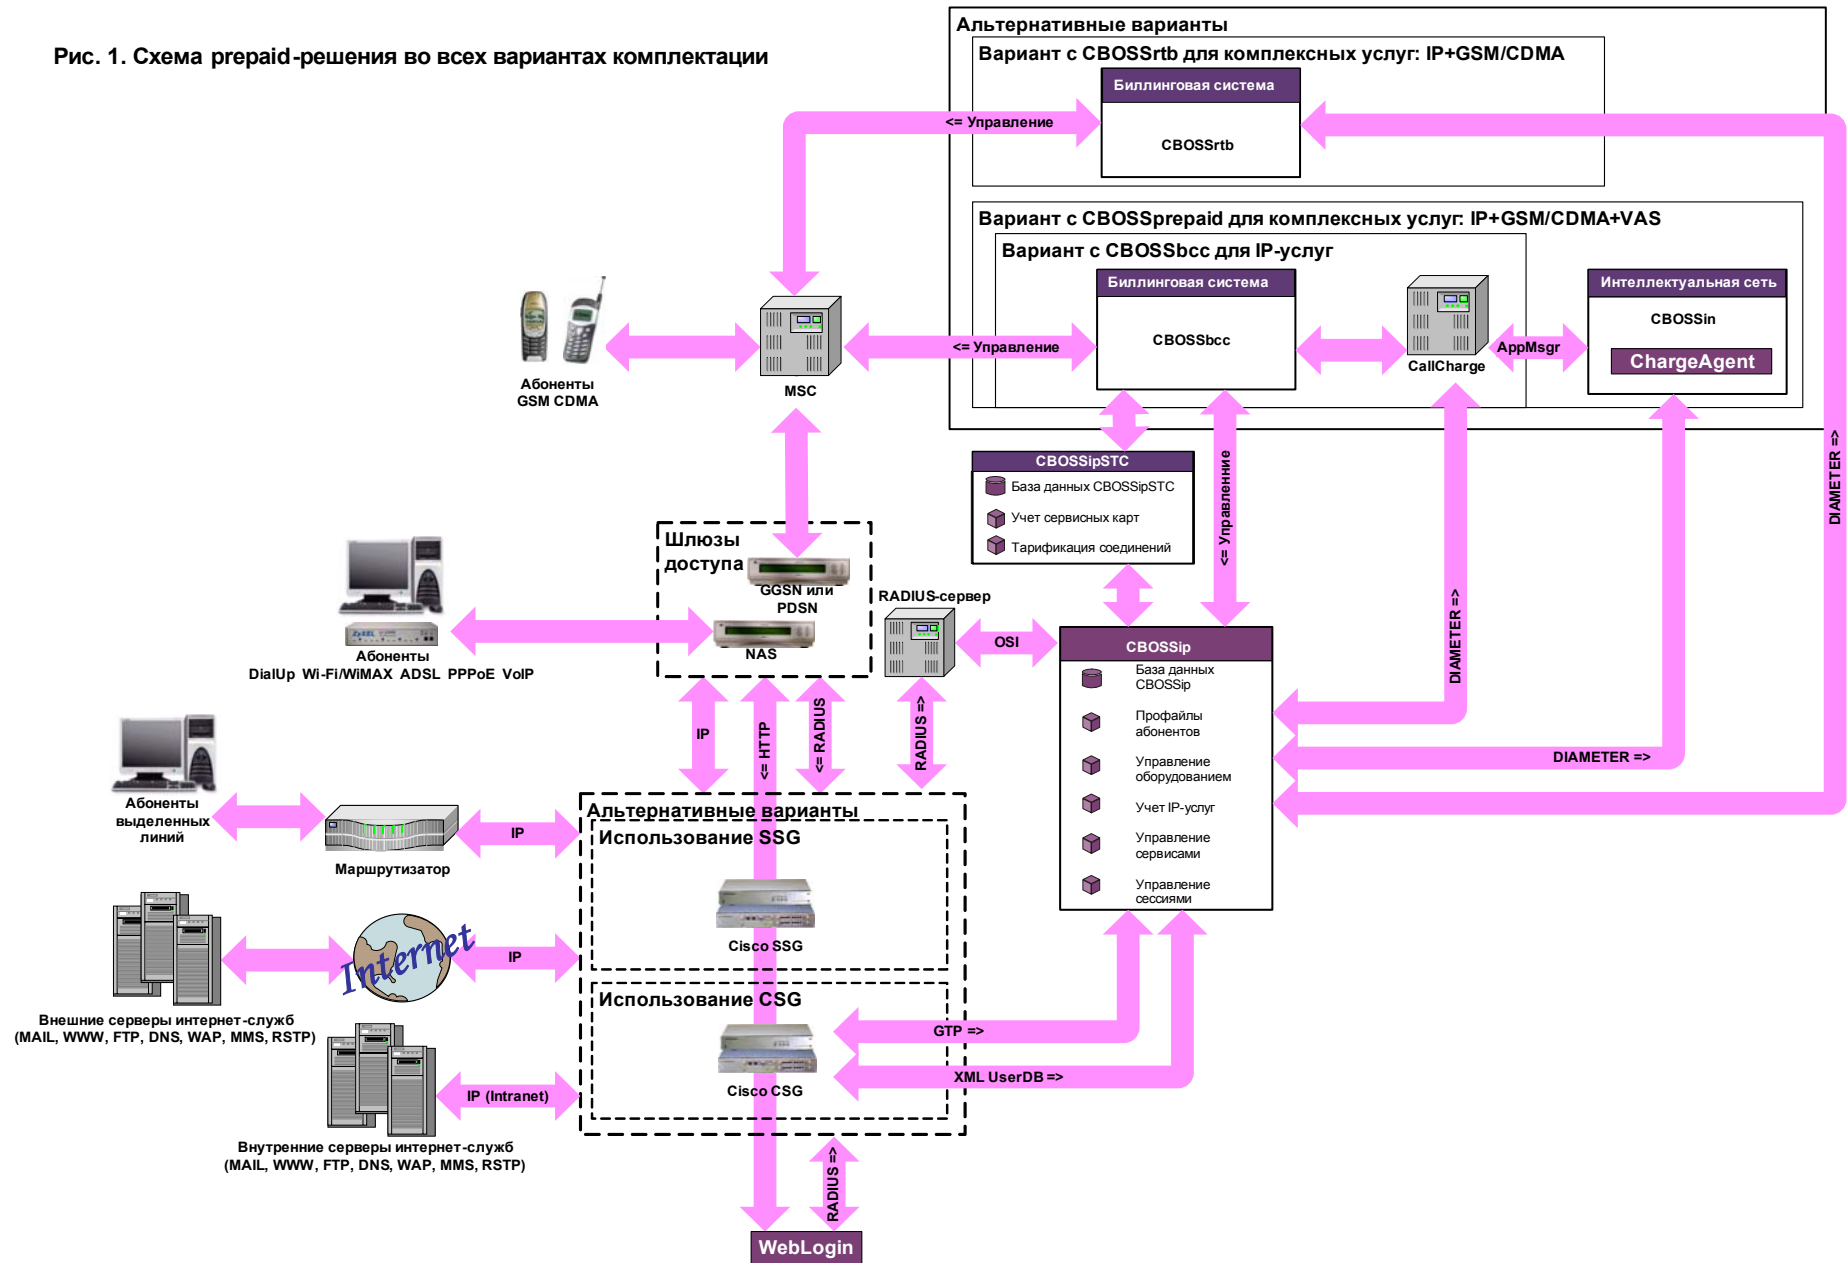 Рис. 1. Схема prepaid-решения во всех вариантах комплектации
Альтернативные варианты
Вариант с CBOSSrtb для комплексных услуг: IP+GSM/CDMA
Биллинговая система
CBOSSrtb
<= Управление
Вариант с CBOSSprepaid для комплексных услуг: IP+GSM/CDMA+VAS
Вариант с CBOSSbcc для IP-услуг
Биллинговая система
CBOSSbcc
<= Управление
CallCharge
AppMsgr
Интеллектуальная сеть
CBOSSin
ChargeAgent
Абоненты
GSM CDMA
MSC
DIAMETER =>
CBOSSipSTC
База данных CBOSSipSTC
Учет сервисных карт
Тарификация соединений
<= Управленние
DIAMETER =>
DIAMETER =>
Шлюзы
доступа
GGSN или
PDSN
NAS
RADIUS-сервер
OSI
Абоненты
DialUp Wi-Fi/WiMAX ADSL PPPoE VoIP
CBOSSip
База данных
CBOSSip
Профайлы
абонентов
Управление
оборудованием
Учет IP-услуг
Управление
сервисами
Управление
сессиями
IP
<= HTTP
<= RADIUS
RADIUS =>
Абоненты
выделенных
линий
Маршрутизатор
IP
Альтернативные варианты
Использование SSG
Cisco SSG
Internet
IP
Внешние серверы интернет-служб
(MAIL, WWW, FTP, DNS, WAP, MMS, RSTP)
Использование CSG
Cisco CSG
GTP =>
XML UserDB =>
IP (Intranet)
Внутренние серверы интернет-служб
(MAIL, WWW, FTP, DNS, WAP, MMS, RSTP)
RADIUS =>
WebLogin
ZyXEL